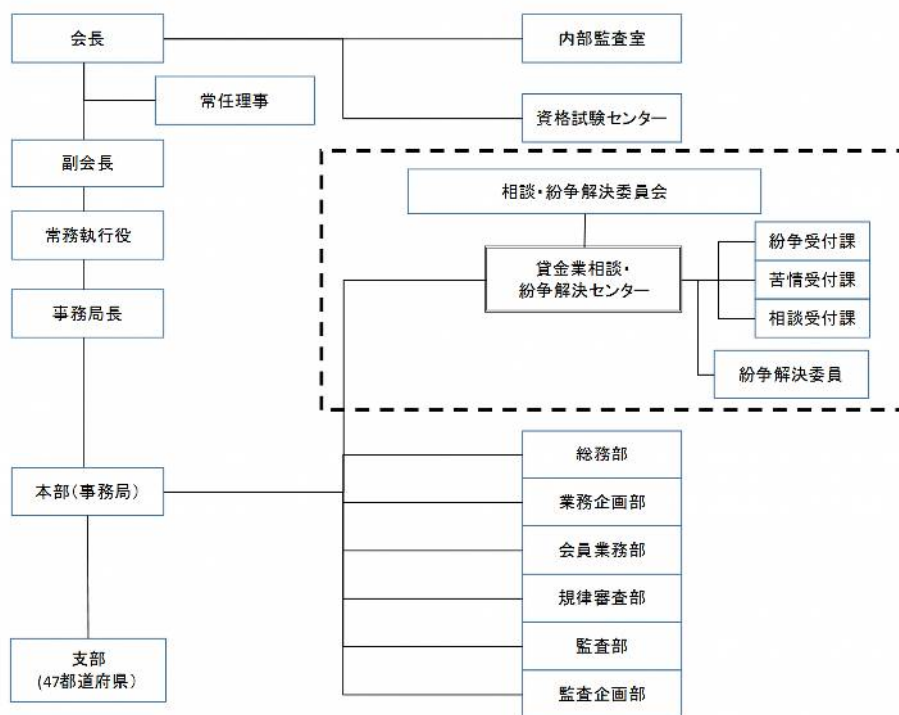 会長
内部監査室
常任理事
資格試験センター
副会長
相談・紛争解決委員会
常務執行役
貸金業相談・
紛争解決センター
紛争受付課
苦情受付課
相談受付課
事務局長
紛争解決委員
総務部
本部(事務局)
業務企画部
会員業務部
規律審査部
支部
(47都道府県)
監査部
監査企画部